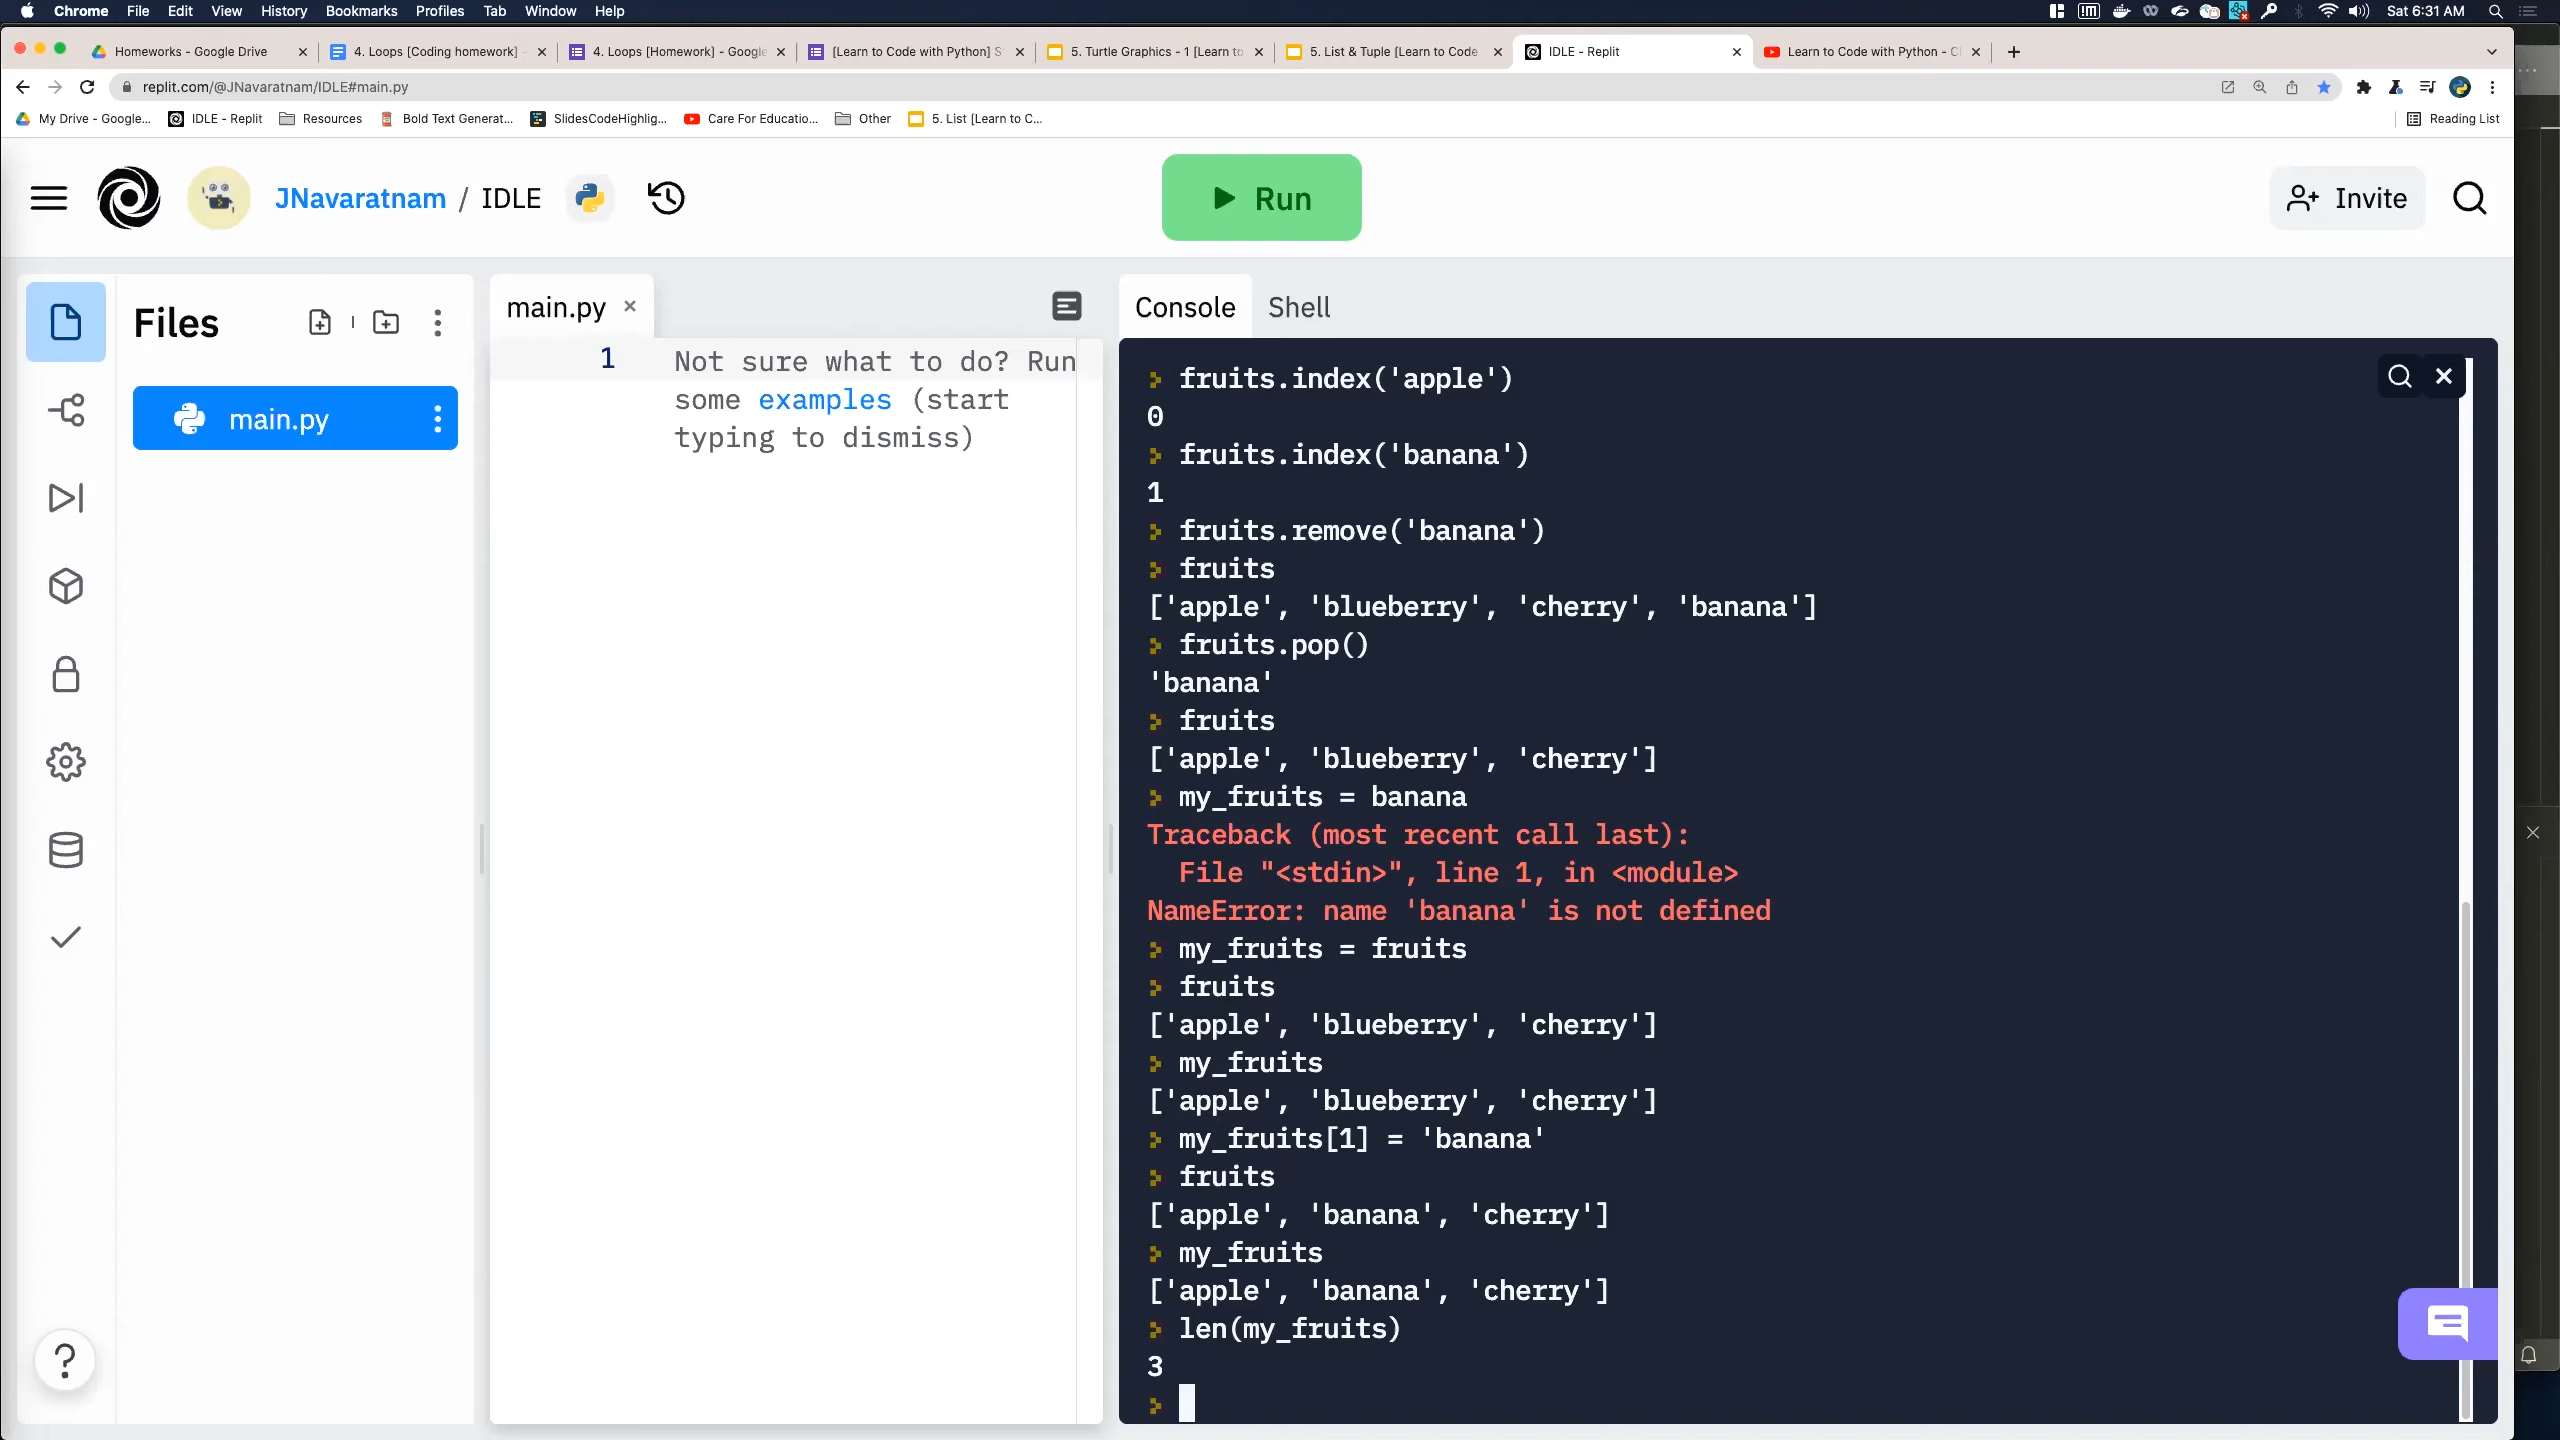 Chrome File Edit View History Bookmarks Profiles Tab Window Help
Sat 6:31 AM
Homeworks - Google Drive
4. Loops [Coding homework] -
4. Loops [Homework] - Google
[Learn to Code with Python] S
5. Turtle Graphics - 1 [Learn to
5. List & Tuple [Learn to Code
IDLE - Replit
Learn to Code with Python - C
replit.com/@JNavaratnam/IDLE#main.py
My Drive - Google...
IDLE - Replit
Resources
Bold Text Generat...
SlidesCodeHighlig...
Care For Educatio...
Other
5. List [Learn to C...
Reading List
JNavaratnam / IDLE
Run
Invite
Files
main.py
main.py
1
Not sure what to do? Run
some examples (start
typing to dismiss)
Console
Shell
fruits.index('apple')
0
fruits.index('banana')
1
fruits.remove('banana')
fruits
['apple', 'blueberry', 'cherry', 'banana']
fruits.pop()
'banana'
fruits
['apple', 'blueberry', 'cherry']
my_fruits = banana
Traceback (most recent call last):
  File "<stdin>", line 1, in <module>
NameError: name 'banana' is not defined
my_fruits = fruits
fruits
['apple', 'blueberry', 'cherry']
my_fruits
['apple', 'blueberry', 'cherry']
my_fruits[1] = 'banana'
fruits
['apple', 'banana', 'cherry']
my_fruits
['apple', 'banana', 'cherry']
len(my_fruits)
3
?